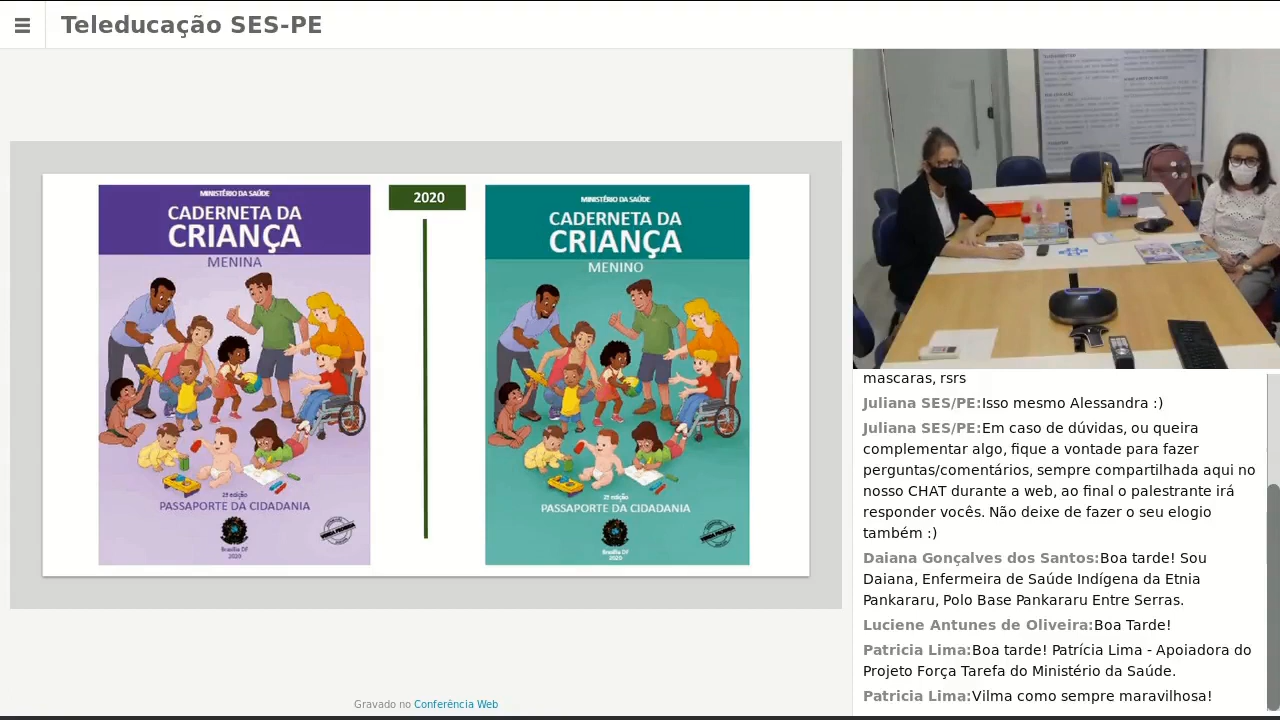 Teleducação SES-PE
MINISTÉRIO DA SAÚDE
CADERNETA DA
CRIANÇA
MENINA
2ª edição
PASSAPORTE DA CIDADANIA
Brasília DF
2020
2020
MINISTÉRIO DA SAÚDE
CADERNETA DA
CRIANÇA
MENINO
2ª edição
PASSAPORTE DA CIDADANIA
Brasília DF
2020
mascaras, rsrs
Juliana SES/PE:Isso mesmo Alessandra :)
Juliana SES/PE:Em caso de dúvidas, ou queira
complementar algo, fique a vontade para fazer
perguntas/comentários, sempre compartilhada aqui no
nosso CHAT durante a web, ao final o palestrante irá
responder vocês. Não deixe de fazer o seu elogio
também :)
Daiana Gonçalves dos Santos:Boa tarde! Sou
Daiana, Enfermeira de Saúde Indígena da Etnia
Pankararu, Polo Base Pankararu Entre Serras.
Luciene Antunes de Oliveira:Boa Tarde!
Patricia Lima:Boa tarde! Patrícia Lima - Apoiadora do
Projeto Força Tarefa do Ministério da Saúde.
Patricia Lima:Vilma como sempre maravilhosa!
Gravado no Conferência Web